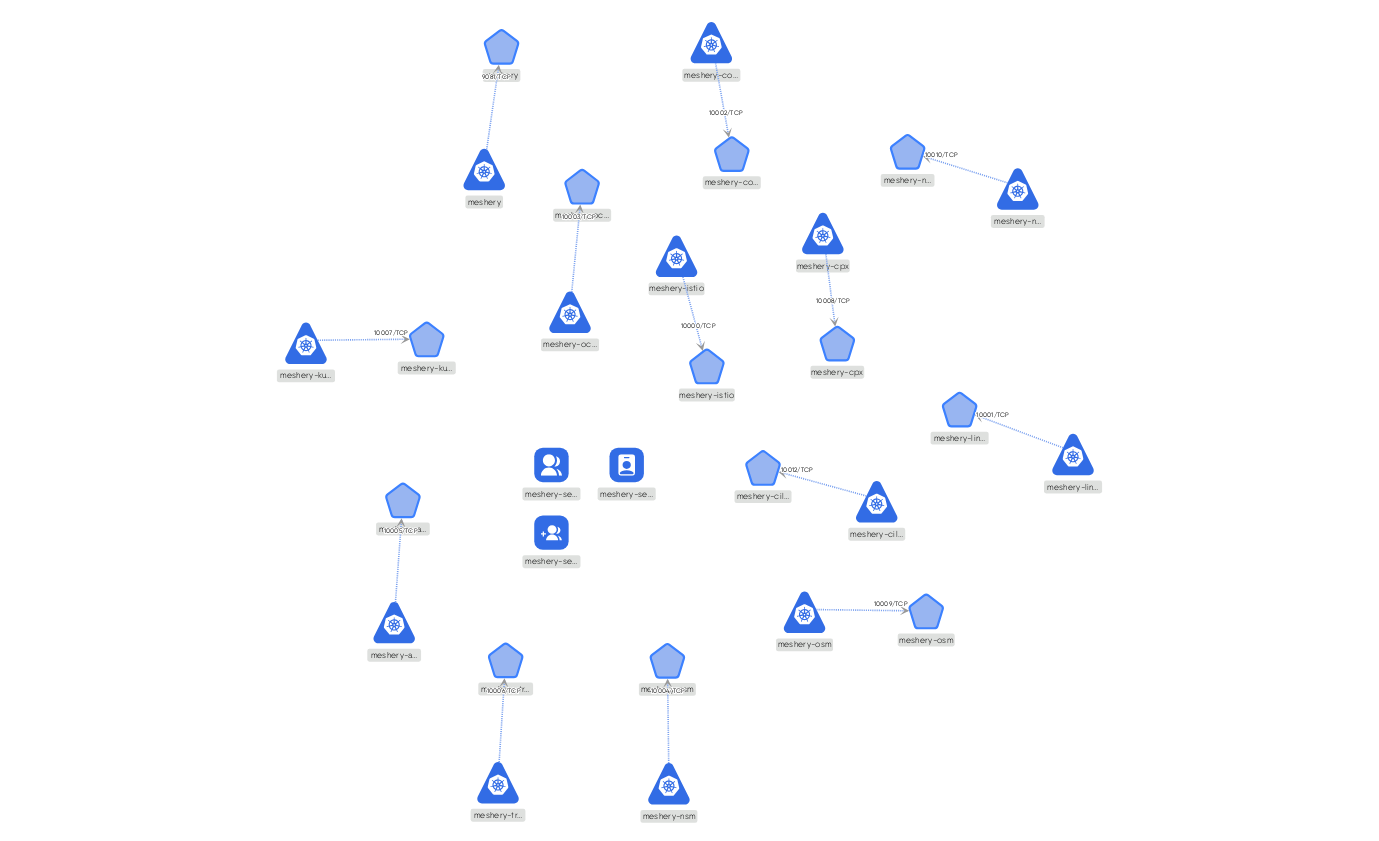 9081/TCP
meshery
meshery-co...
10002/TCP
meshery-co...
10010/TCP
meshery-n...
meshery-n...
10003/TCP
meshery-oc...
meshery-istio
10000/TCP
meshery-istio
meshery-cpx
10008/TCP
meshery-cpx
10007/TCP
meshery-ku...
meshery-ku...
10001/TCP
meshery-lin...
meshery-lin...
meshery-se...
meshery-se...
meshery-se...
10012/TCP
meshery-cil...
meshery-cil...
10005/TCP
meshery-a...
10009/TCP
meshery-osm
meshery-osm
10006/TCP
meshery-tr...
10004/TCP
meshery-nsm